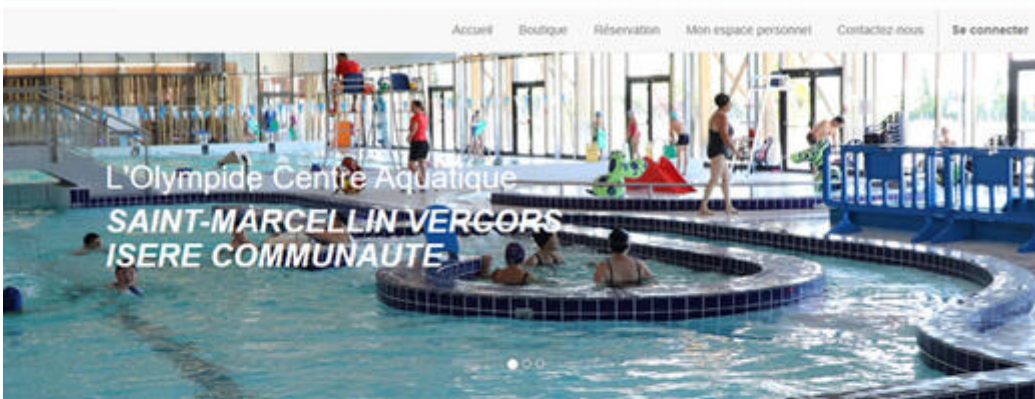 Accueil Boutique Réservation Mon espace personnel Contactez-nous Se connecter
L'Olympide Centre Aquatique
SAINT-MARCELLIN VERCORS
ISERE COMMUNAUTE